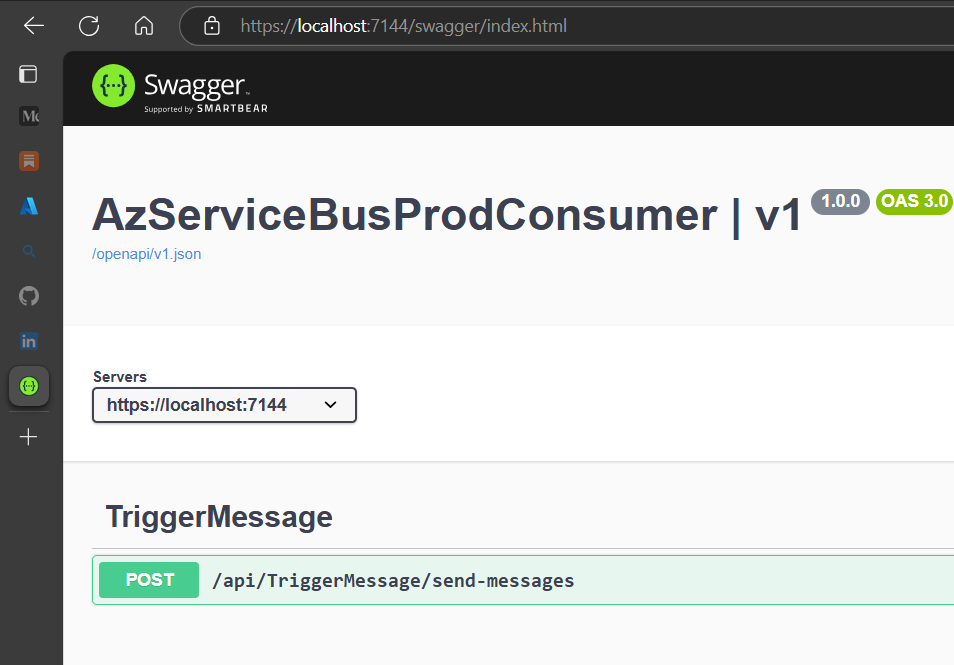 https://localhost:7144/swagger/index.html
Swagger
Supported by SMARTBEAR
AzServiceBusProdConsumer | v1 1.0.0 OAS 3.0
/openapi/v1.json
Servers
https://localhost:7144
TriggerMessage
POST /api/TriggerMessage/send-messages